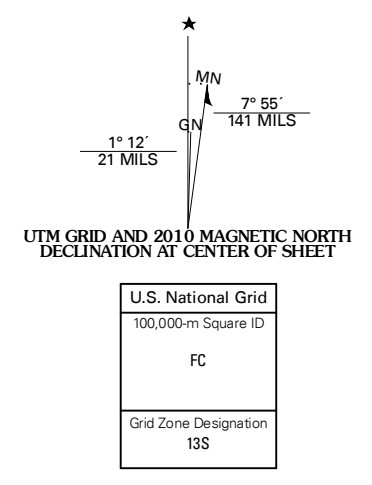 MN
7° 55´
141 MILS
GN
1° 12´
21 MILS
UTM GRID AND 2010 MAGNETIC NORTH
DECLINATION AT CENTER OF SHEET
U.S. National Grid
100,000-m Square ID
FC
Grid Zone Designation
13S